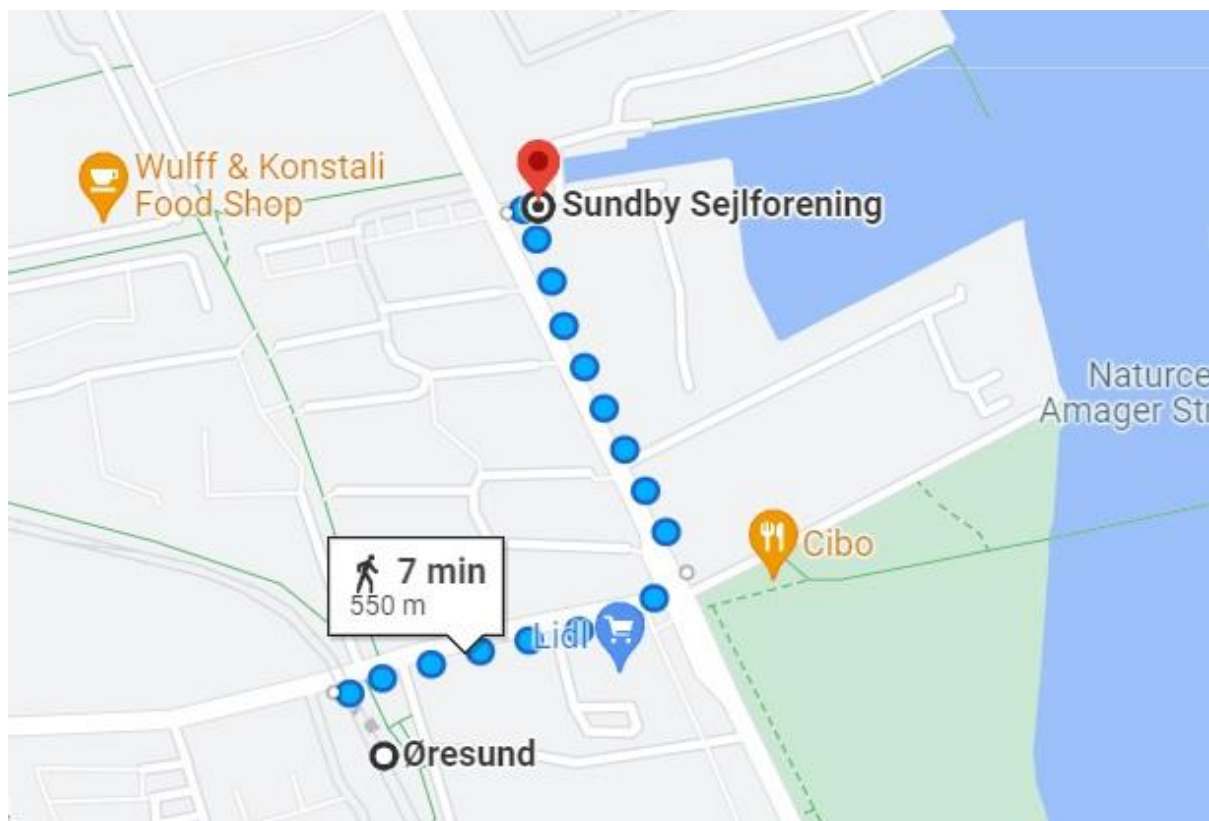 Wulff & Konstali
Food Shop
Sundby Sejlforening
Naturce
Amager Str
Cibo
7 min
550 m
Lidl
Øresund